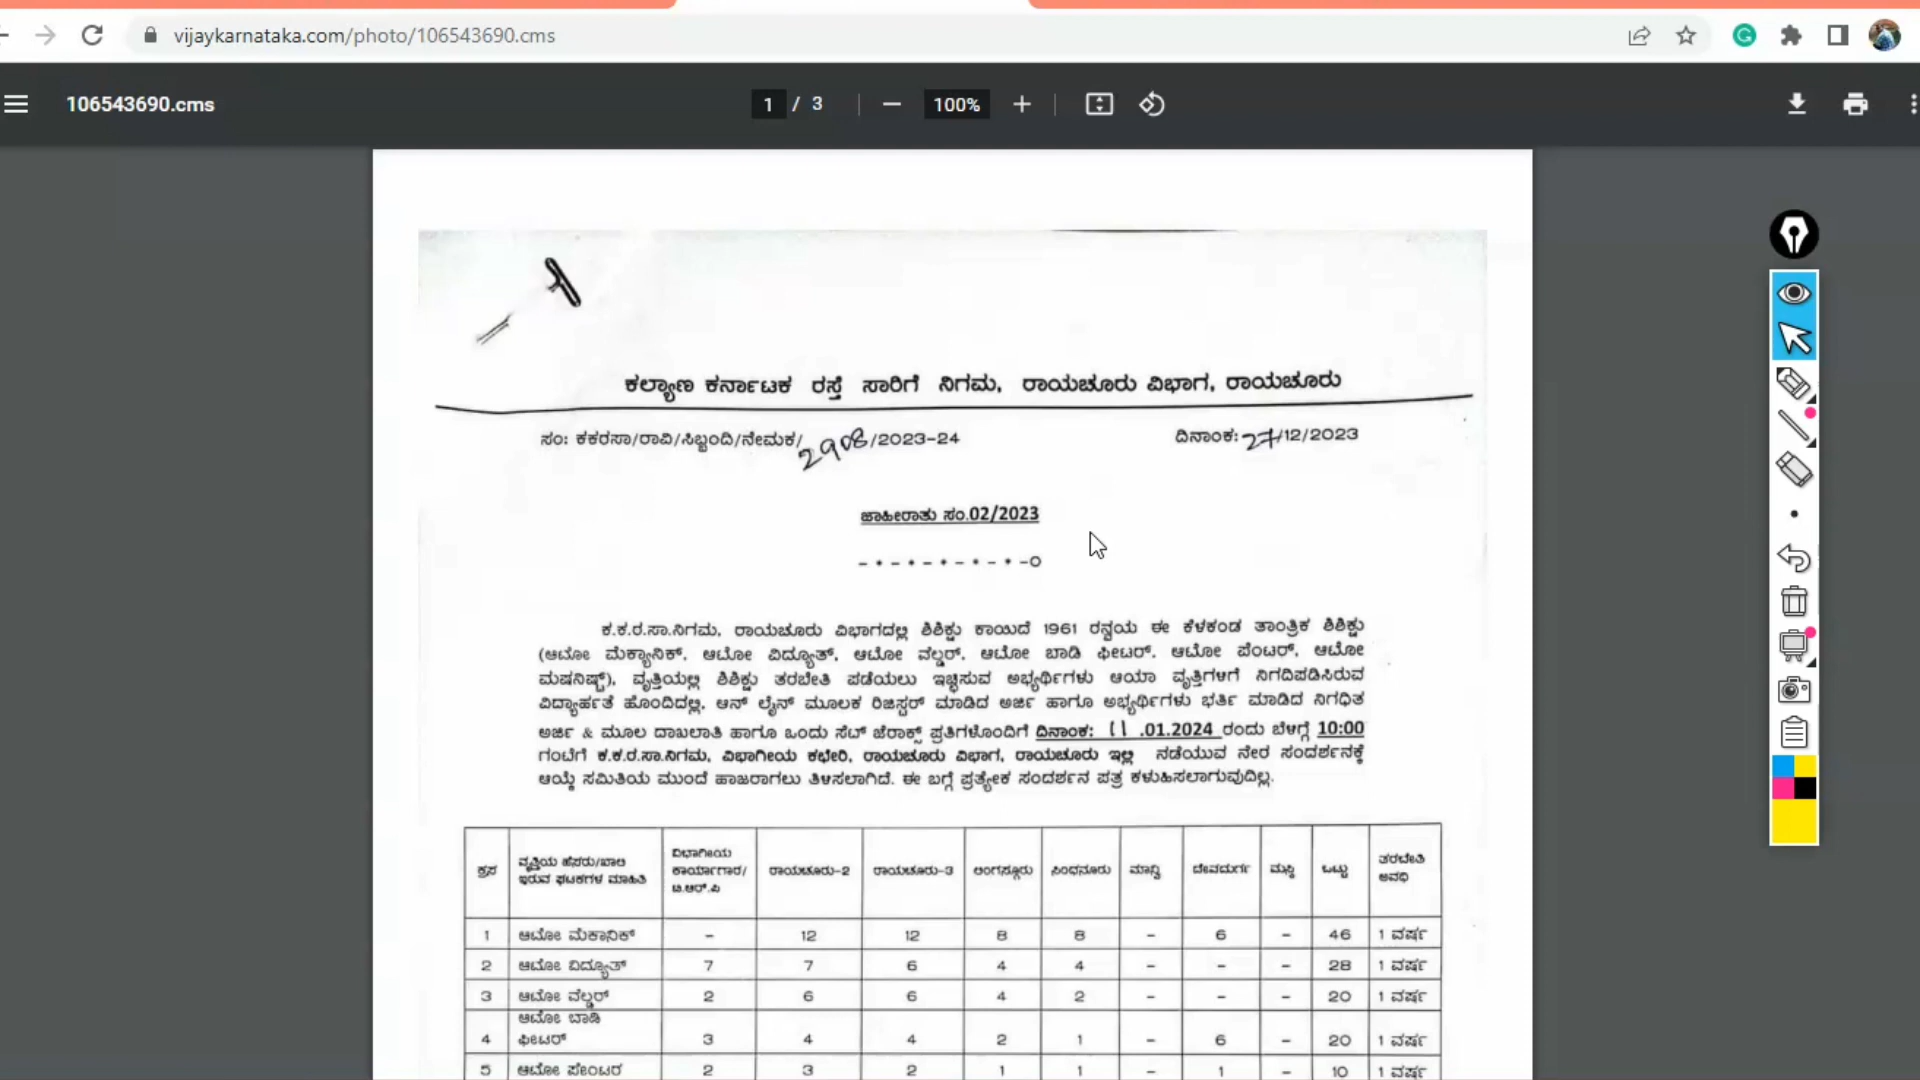 vijaykarnataka.com/photo/106543690.cms
106543690.cms
1 / 3
100%
ಕಲ್ಯಾಣ ಕರ್ನಾಟಕ ರಸ್ತೆ ಸಾರಿಗೆ ನಿಗಮ, ರಾಯಚೂರು ವಿಭಾಗ, ರಾಯಚೂರು
ಸಂ: ಕಕರಸಾ/ರಾವಿ/ಸಿಬ್ಬಂದಿ/ನೇಮಕ/2908/2023-24 ದಿನಾಂಕ:27/12/2023
ಜಾಹೀರಾತು ಸಂ.02/2023
ಕ.ಕ.ರ.ಸಾ.ನಿಗಮ, ರಾಯಚೂರು ವಿಭಾಗದಲ್ಲಿ ಶಿಶಿಕ್ಷು ಕಾಯಿದೆ 1961 ರನ್ವಯ ಈ ಕೆಳಕಂಡ ತಾಂತ್ರಿಕ ಶಿಶಿಕ್ಷು
(ಆಟೋ ಮೆಕ್ಯಾನಿಕ್, ಆಟೋ ವಿದ್ಯೂತ್, ಆಟೋ ವೆಲ್ಡರ್, ಆಟೋ ಬಾಡಿ ಫೀಟರ್, ಆಟೋ ಪೆಂಟರ್, ಆಟೋ
ಮಷನಿಷ್ಟ್), ವೃತ್ತಿಯಲ್ಲಿ ಶಿಶಿಕ್ಷು ತರಬೇತಿ ಪಡೆಯಲು ಇಚ್ಛಿಸುವ ಅಭ್ಯರ್ಥಿಗಳು ಆಯಾ ವೃತ್ತಿಗಳಿಗೆ ನಿಗದಿಪಡಿಸಿರುವ
ವಿದ್ಯಾರ್ಹತೆ ಹೊಂದಿದಲ್ಲಿ, ಆನ್ ಲೈನ್ ಮೂಲಕ ರಿಜಿಸ್ಟರ್ ಮಾಡಿದ ಅರ್ಜಿ ಹಾಗೂ ಅಭ್ಯರ್ಥಿಗಳು ಭರ್ತಿ ಮಾಡಿದ ನಿಗಧಿತ
ಅರ್ಜಿ & ಮೂಲ ದಾಖಲಾತಿ ಹಾಗೂ ಒಂದು ಸೆಟ್ ಜೆರಾಕ್ಸ್ ಪ್ರತಿಗಳೊಂದಿಗೆ ದಿನಾಂಕ: 11 .01.2024 ರಂದು ಬೆಳಗ್ಗೆ 10:00
ಗಂಟೆಗೆ ಕ.ಕ.ರ.ಸಾ.ನಿಗಮ, ವಿಭಾಗೀಯ ಕಛೇರಿ, ರಾಯಚೂರು ವಿಭಾಗ, ರಾಯಚೂರು ಇಲ್ಲಿ ನಡೆಯುವ ನೇರ ಸಂದರ್ಶನಕ್ಕೆ
ಆಯ್ಕೆ ಸಮಿತಿಯ ಮುಂದೆ ಹಾಜರಾಗಲು ತಿಳಿಸಲಾಗಿದೆ. ಈ ಬಗ್ಗೆ ಪ್ರತ್ಯೇಕ ಸಂದರ್ಶನ ಪತ್ರ ಕಳುಹಿಸಲಾಗುವುದಿಲ್ಲ.
ಕ್ರಸ ವೃತ್ತಿಯ ಹೆಸರು/ಖಾಲಿ ಇರುವ ಘಟಕಗಳ ಮಾಹಿತಿ ವಿಭಾಗೀಯ ಕಾರ್ಯಾಗಾರ/ ಟಿ.ಆರ್.ಪಿ ರಾಯಚೂರು-2 ರಾಯಚೂರು-3 ಲಿಂಗಸ್ಗೂರು ಸಿಂಧನೂರು ಮಾನ್ವಿ ದೇವದುರ್ಗ ಮಸ್ಕಿ ಒಟ್ಟು ತರಬೇತಿ ಅವಧಿ
1 ಆಟೋ ಮೆಕಾನಿಕ್ - 12 12 8 8 - 6 - 46 1 ವರ್ಷ
2 ಆಟೋ ವಿದ್ಯೂತ್ 7 7 6 4 4 - - - 28 1 ವರ್ಷ
3 ಆಟೋ ವೆಲ್ಡರ್ 2 6 6 4 2 - - - 20 1 ವರ್ಷ
4 ಆಟೋ ಬಾಡಿ ಫೀಟರ್ 3 4 4 2 1 - 6 - 20 1 ವರ್ಷ
5 ಆಟೋ ಪೇಂಟರ 2 3 2 1 1 - 1 - 10 1 ವರ್ಷ